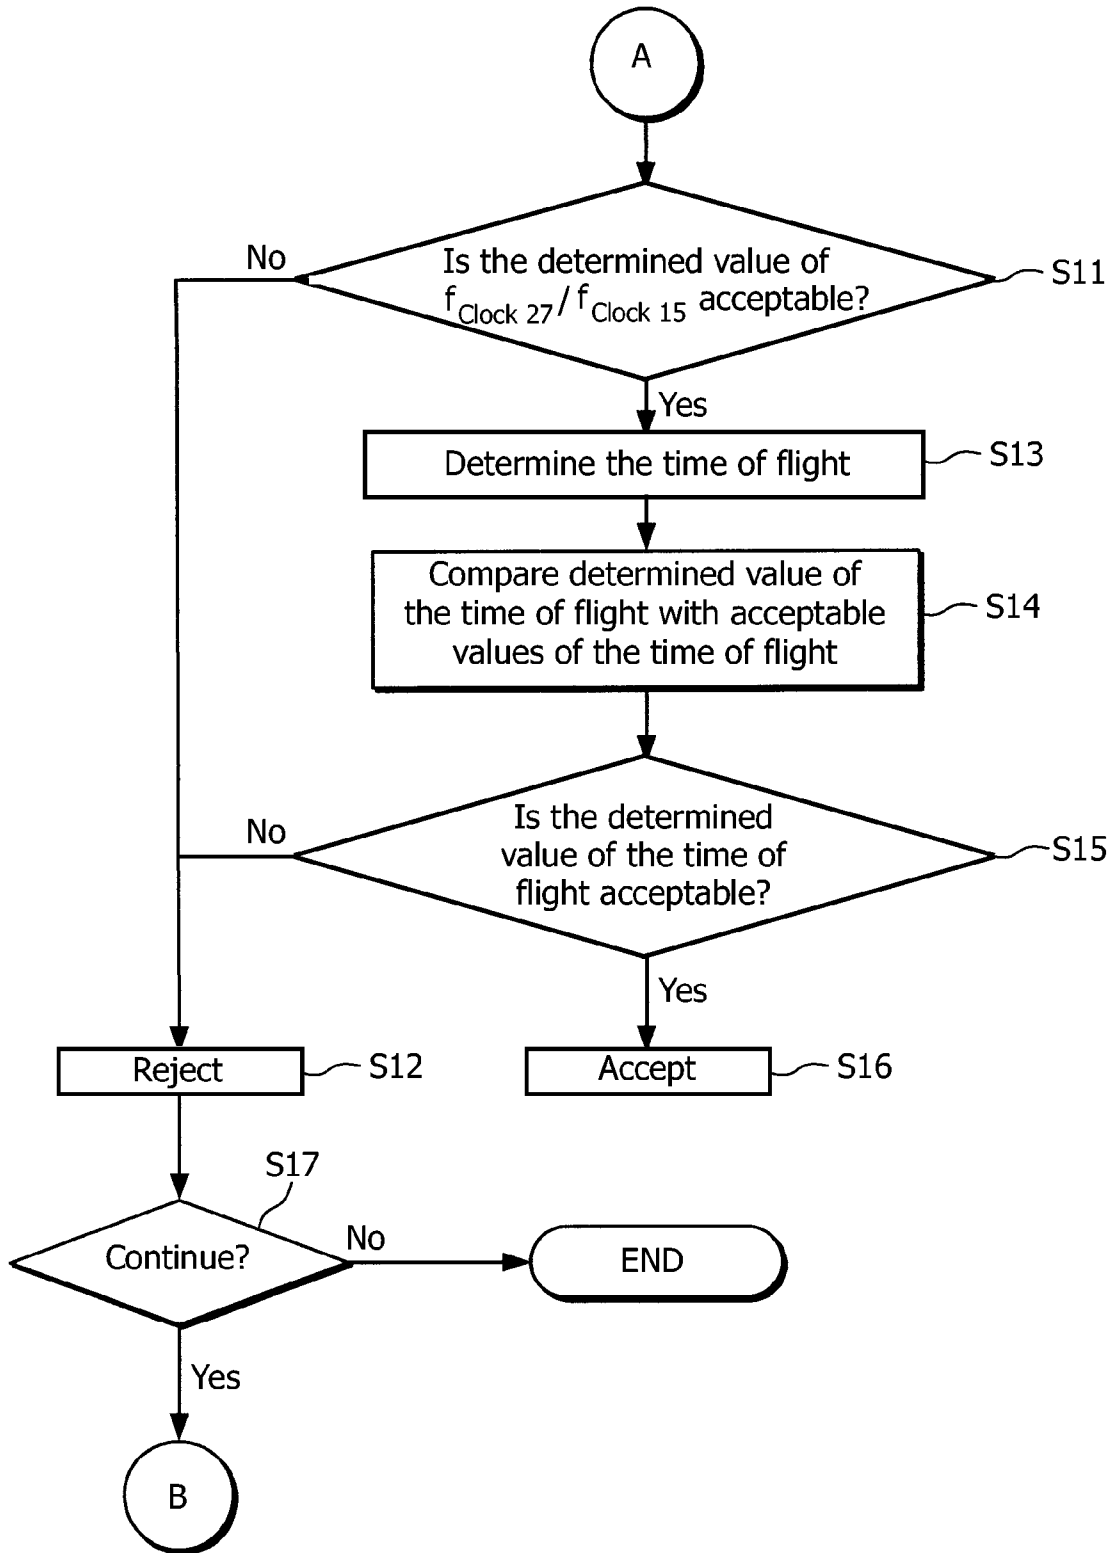 A
Is the determined value of
f Clock 27 / f Clock 15 acceptable?
No
S11
Yes
Determine the time of flight
S13
Compare determined value of
the time of flight with acceptable
values of the time of flight
S14
Is the determined
value of the time of
flight acceptable?
No
S15
Yes
Reject
S12
Accept
S16
S17
Continue?
No
END
Yes
B